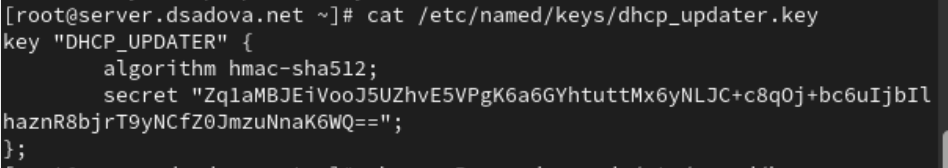 [root@server.dsadova.net ~]# cat /etc/named/keys/dhcp_updater.key
key "DHCP_UPDATER" {
        algorithm hmac-sha512;
        secret "Zq1aMBJEiVooJ5UZhvE5VPgK6a6GYhtuttMx6yNLJC+c8qOj+bc6uIjbIl
haznR8bjrT9yNCfZ0JmzuNnaK6WQ==";
};